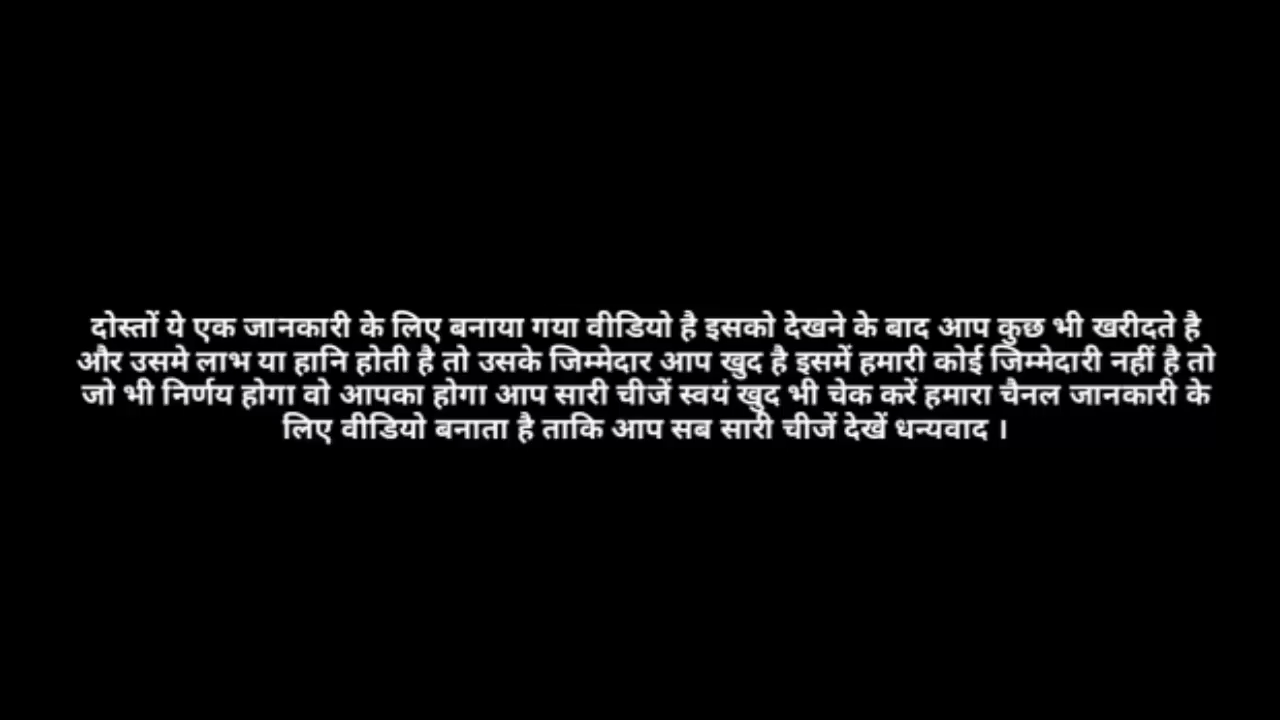 दोस्तों ये एक जानकारी के लिए बनाया गया वीडियो है इसको देखने के बाद आप कुछ भी खरीदते है
और उसमे लाभ या हानि होती है तो उसके जिम्मेदार आप खुद है इसमें हमारी कोई जिम्मेदारी नहीं है तो
जो भी निर्णय होगा वो आपका होगा आप सारी चीजें स्वयं खुद भी चेक करें हमारा चैनल जानकारी के
लिए वीडियो बनाता है ताकि आप सब सारी चीजें देखें धन्यवाद ।